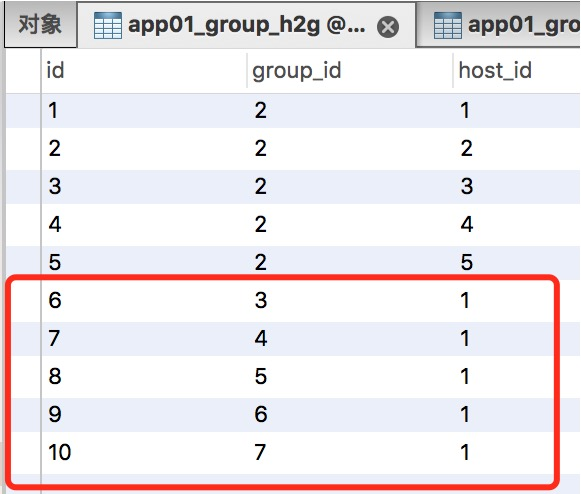 对象 app01_group_h2g @... app01_gro
id group_id host_id
1 2 1
2 2 2
3 2 3
4 2 4
5 2 5
6 3 1
7 4 1
8 5 1
9 6 1
10 7 1